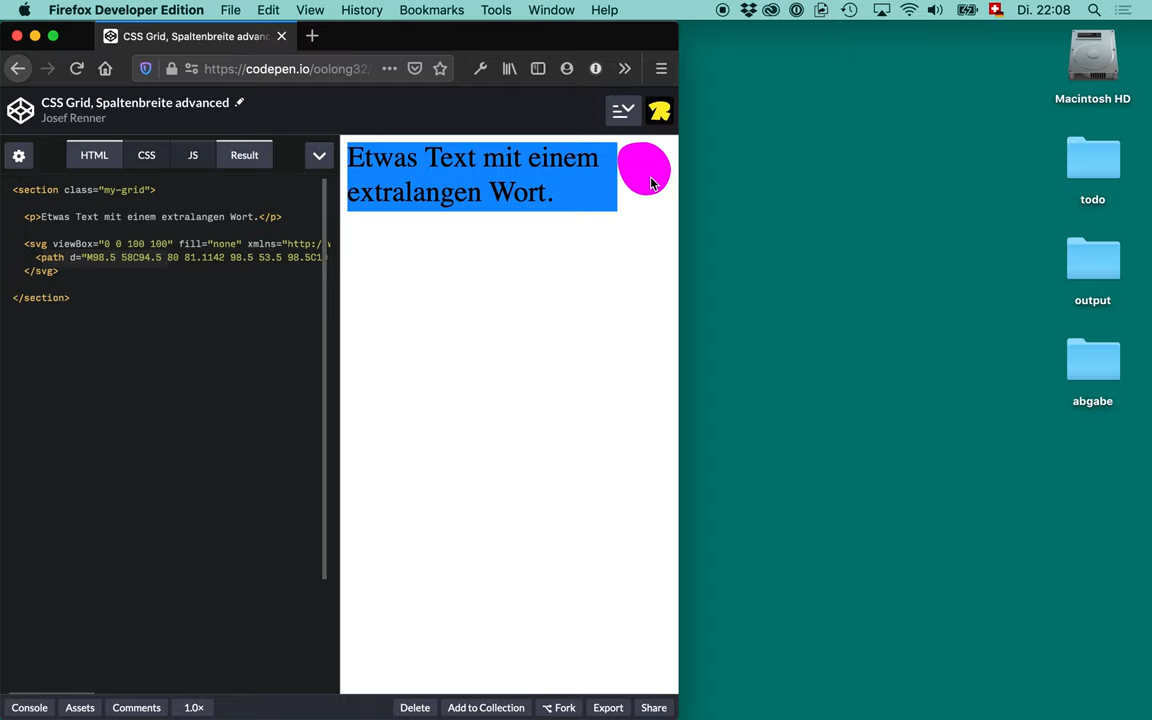 Firefox Developer Edition File Edit View History Bookmarks Tools Window Help Di. 22:08
CSS Grid, Spaltenbreite advanc
https://codepen.io/oolong32/
CSS Grid, Spaltenbreite advanced
Josef Renner
HTML CSS JS Result
<section class="my-grid">
<p>Etwas Text mit einem extralangen Wort.</p>
<svg viewBox="0 0 100 100" fill="none" xmlns="http:/
<path d="M98.5 58C94.5 80 81.1142 98.5 53.5 98.5C1
</svg>
</section>
Etwas Text mit einem
extralangen Wort.
Macintosh HD
todo
output
abgabe
Console Assets Comments 1.0× Delete Add to Collection Fork Export Share